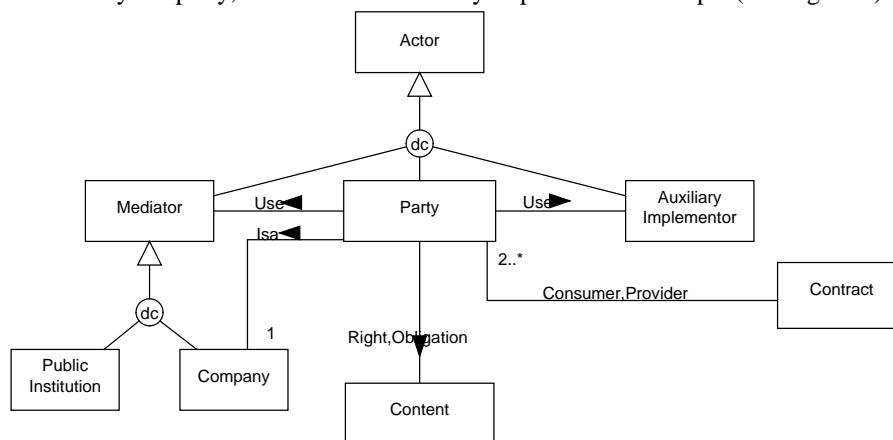 Actor
dc
Mediator
Use
Party
Use
Auxiliary
Implementor
Isa
2..*
Consumer,Provider
Contract
dc
1
Right,Obligation
Public
Institution
Company
Content